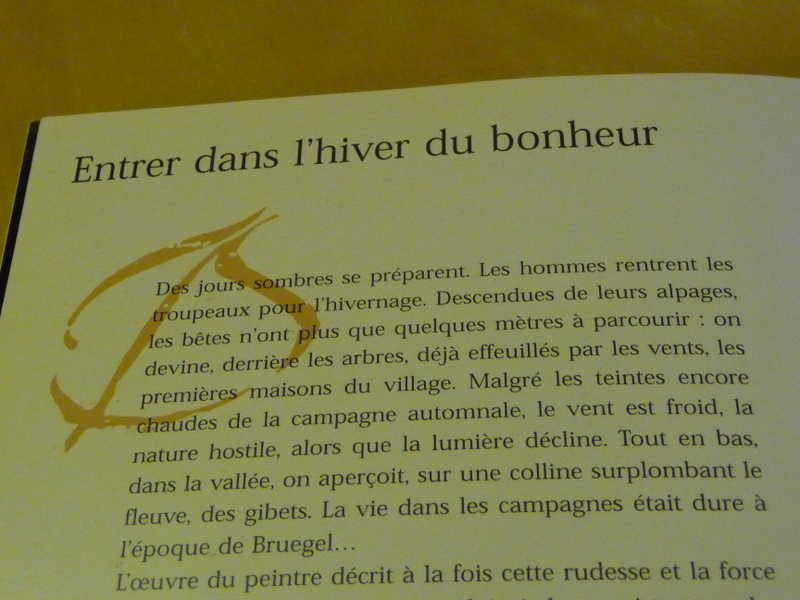 Entrer dans l'hiver du bonheur
Des jours sombres se préparent. Les hommes rentrent les
troupeaux pour l'hivernage. Descendues de leurs alpages,
les bêtes n'ont plus que quelques mètres à parcourir : on
devine, derrière les arbres, déjà effeuillés par les vents, les
premières maisons du village. Malgré les teintes encore
chaudes de la campagne automnale, le vent est froid, la
nature hostile, alors que la lumière décline. Tout en bas,
dans la vallée, on aperçoit, sur une colline surplombant le
fleuve, des gibets. La vie dans les campagnes était dure à
l'époque de Bruegel…
L'œuvre du peintre décrit à la fois cette rudesse et la force